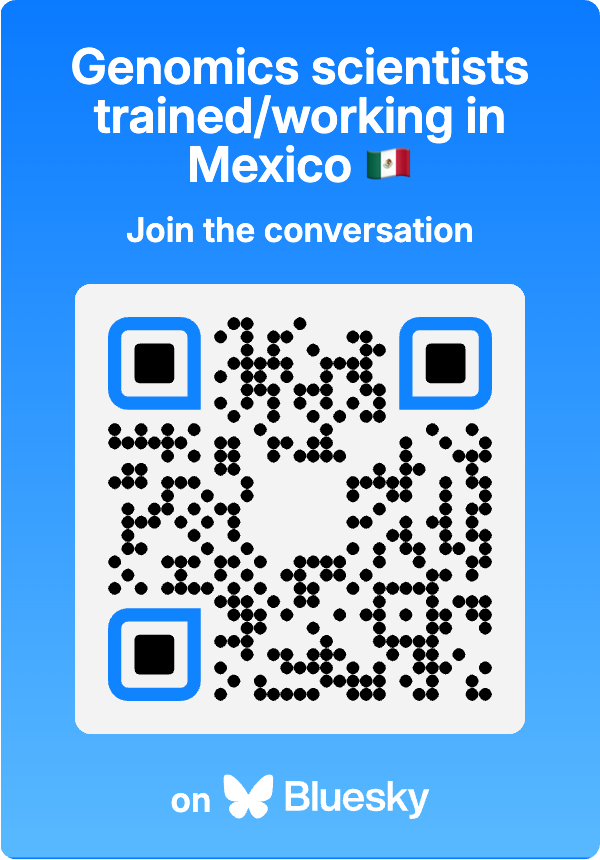 Genomics scientists
trained/working in
Mexico 🇲🇽
Join the conversation
on Bluesky